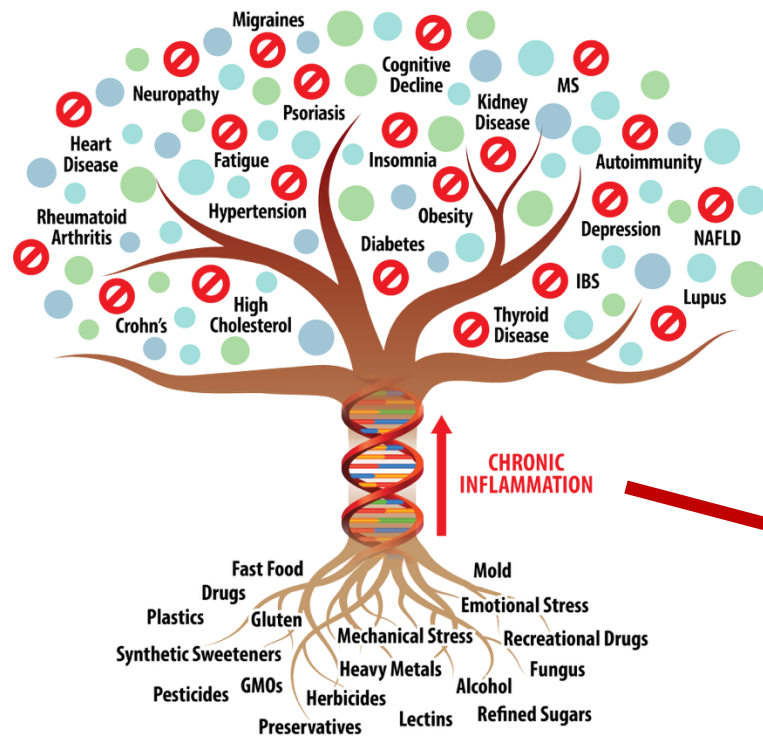 Migraines
Cognitive
Decline
MS
Neuropathy
Psoriasis
Kidney
Disease
Heart
Disease
Fatigue
Insomnia
Autoimmunity
Rheumatoid
Arthritis
Hypertension
Obesity
Depression
NAFLD
Diabetes
IBS
Crohn's
High
Cholesterol
Thyroid
Disease
Lupus
CHRONIC
INFLAMMATION
Fast Food
Mold
Drugs
Emotional Stress
Plastics
Gluten
Mechanical Stress
Recreational Drugs
Synthetic Sweeteners
Heavy Metals
Fungus
Pesticides
GMOs
Herbicides
Alcohol
Preservatives
Lectins
Refined Sugars